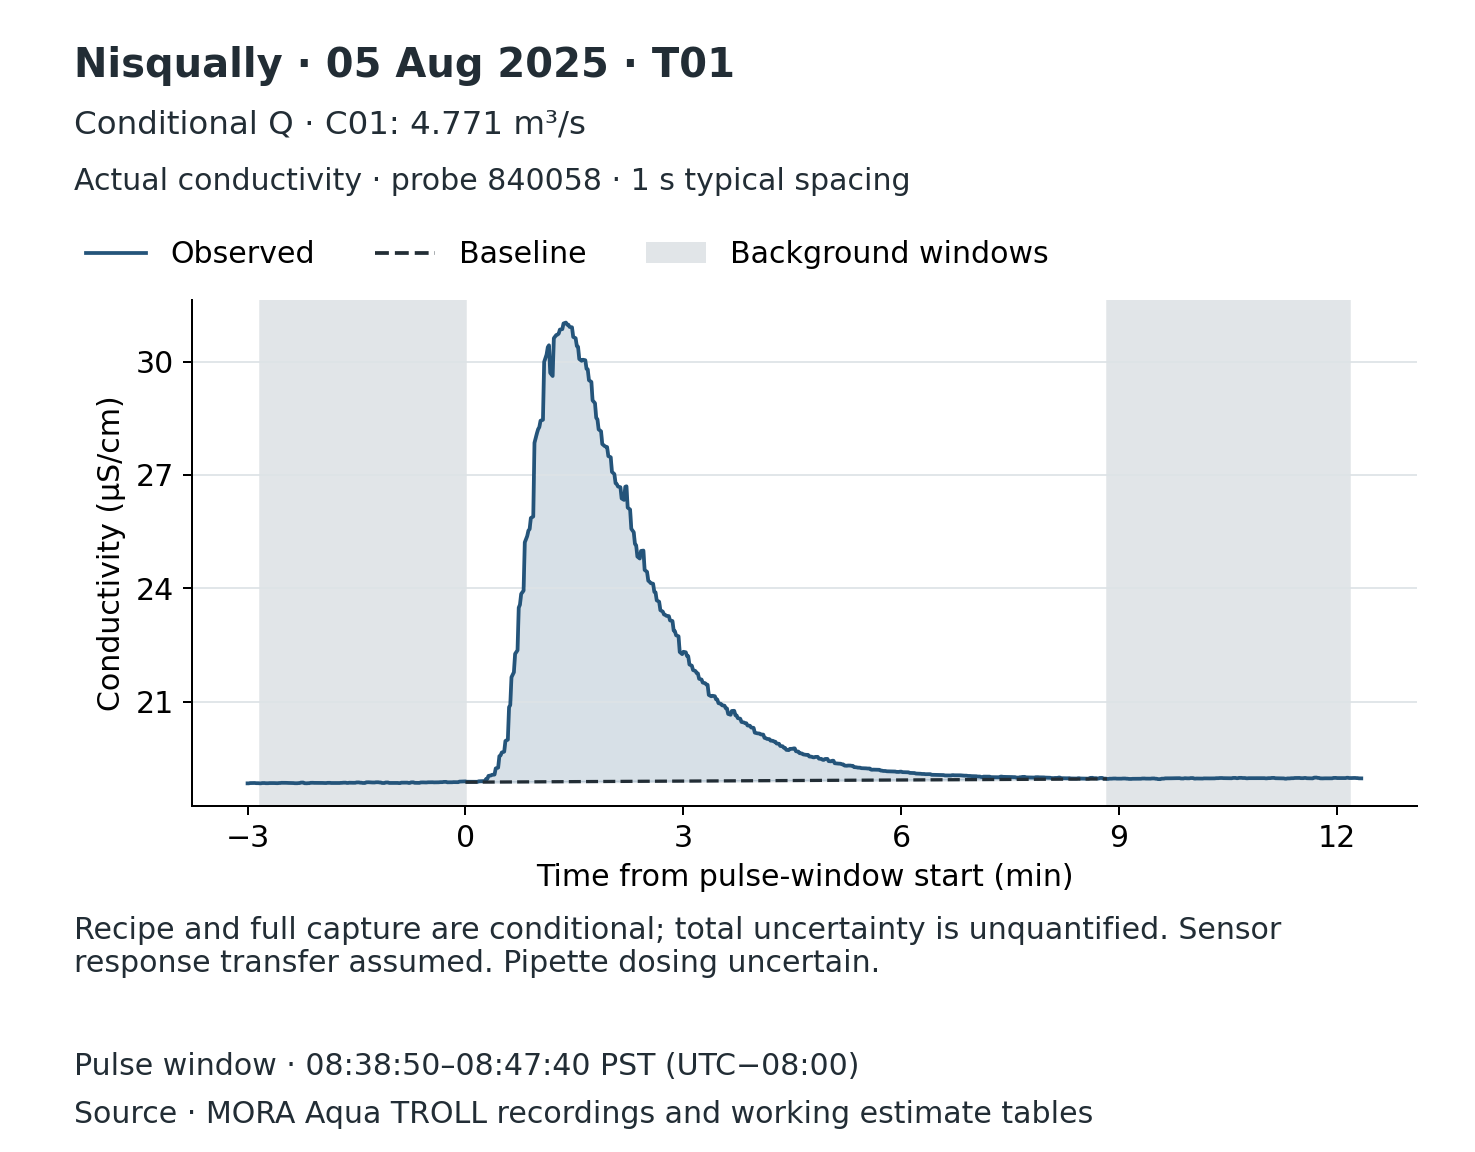 Nisqually · 05 Aug 2025 · T01
Conditional Q · C01: 4.771 m³/s
Actual conductivity · probe 840058 · 1 s typical spacing
Observed
Baseline
Background windows
Conductivity (µS/cm)
30
27
24
21
−3
0
3
6
9
12
Time from pulse-window start (min)
Recipe and full capture are conditional; total uncertainty is unquantified. Sensor
response transfer assumed. Pipette dosing uncertain.
Pulse window · 08:38:50–08:47:40 PST (UTC−08:00)
Source · MORA Aqua TROLL recordings and working estimate tables